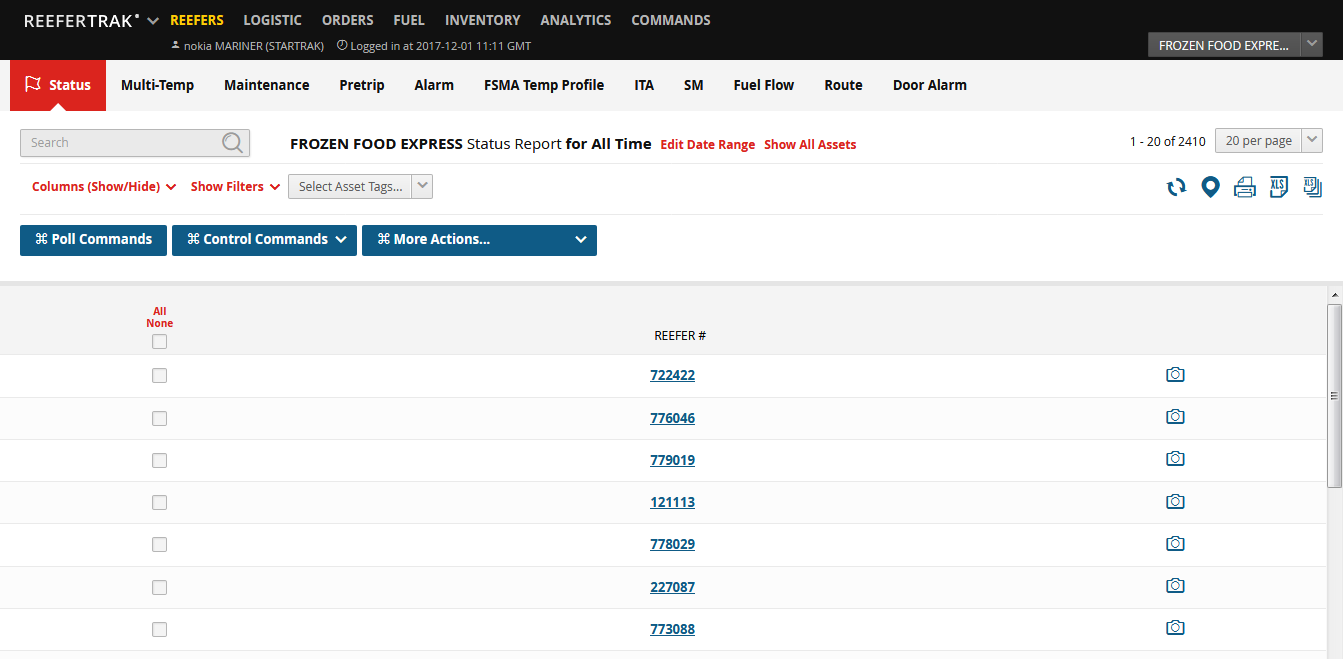 REEFERTRAK REEFERS LOGISTIC ORDERS FUEL INVENTORY ANALYTICS COMMANDS
nokia MARINER (STARTRAK) Logged in at 2017-12-01 11:11 GMT FROZEN FOOD EXPRE...
Status Multi-Temp Maintenance Pretrip Alarm FSMA Temp Profile ITA SM Fuel Flow Route Door Alarm
Search FROZEN FOOD EXPRESS Status Report for All Time Edit Date Range Show All Assets 1 - 20 of 2410 20 per page
Columns (Show/Hide) Show Filters Select Asset Tags... XLS XLS
⌘ Poll Commands ⌘ Control Commands ⌘ More Actions...
All
None
REEFER #
722422
776046
779019
121113
778029
227087
773088